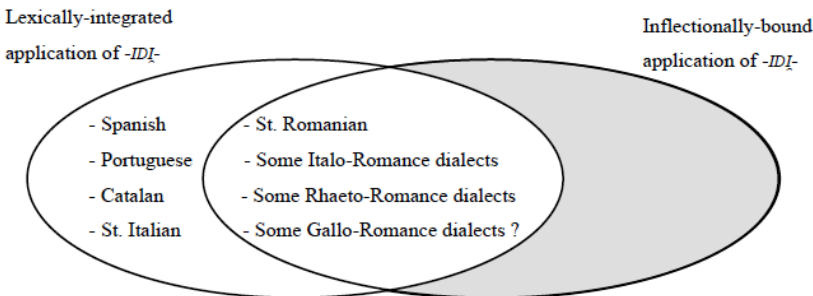 Lexically-integrated
application of -IDI̯-
Inflectionally-bound
application of -IDI̯-
- Spanish
- Portuguese
- Catalan
- St. Italian
- St. Romanian
- Some Italo-Romance dialects
- Some Rhaeto-Romance dialects
- Some Gallo-Romance dialects ?